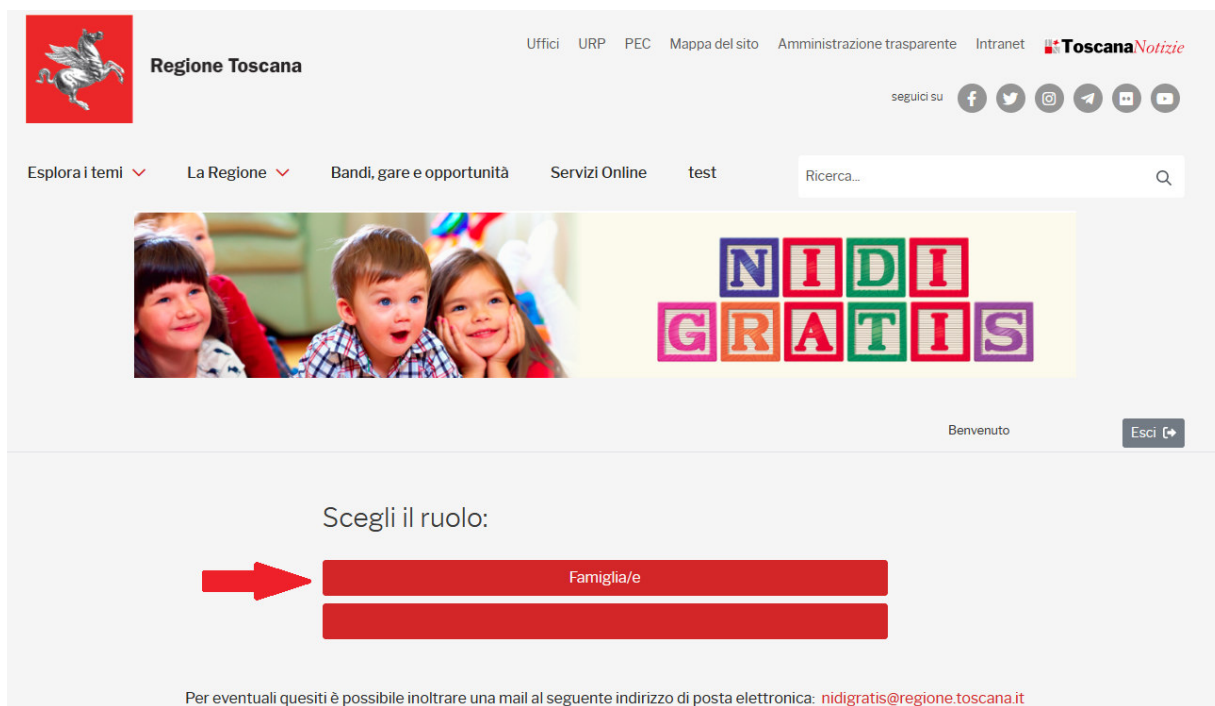 Uffici URP PEC Mappa del sito Amministrazione trasparente Intranet ToscanaNotizie
Regione Toscana
seguici su
Esplora i temi La Regione Bandi, gare e opportunità Servizi Online test Ricerca...
NIDI
GRATIS
Benvenuto Esci
Scegli il ruolo:
Famiglia/e
Per eventuali quesiti è possibile inoltrare una mail al seguente indirizzo di posta elettronica: nidigratis@regione.toscana.it